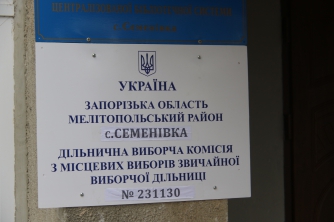 УКРАЇНА
ЗАПОРІЗЬКА ОБЛАСТЬ
МЕЛІТОПОЛЬСЬКИЙ РАЙОН
с.СЕМЕНІВКА
ДІЛЬНИЧНА ВИБОРЧА КОМІСІЯ
З МІСЦЕВИХ ВИБОРІВ ЗВИЧАЙНОЇ
ВИБОРЧОЇ ДІЛЬНИЦІ
№ 231130